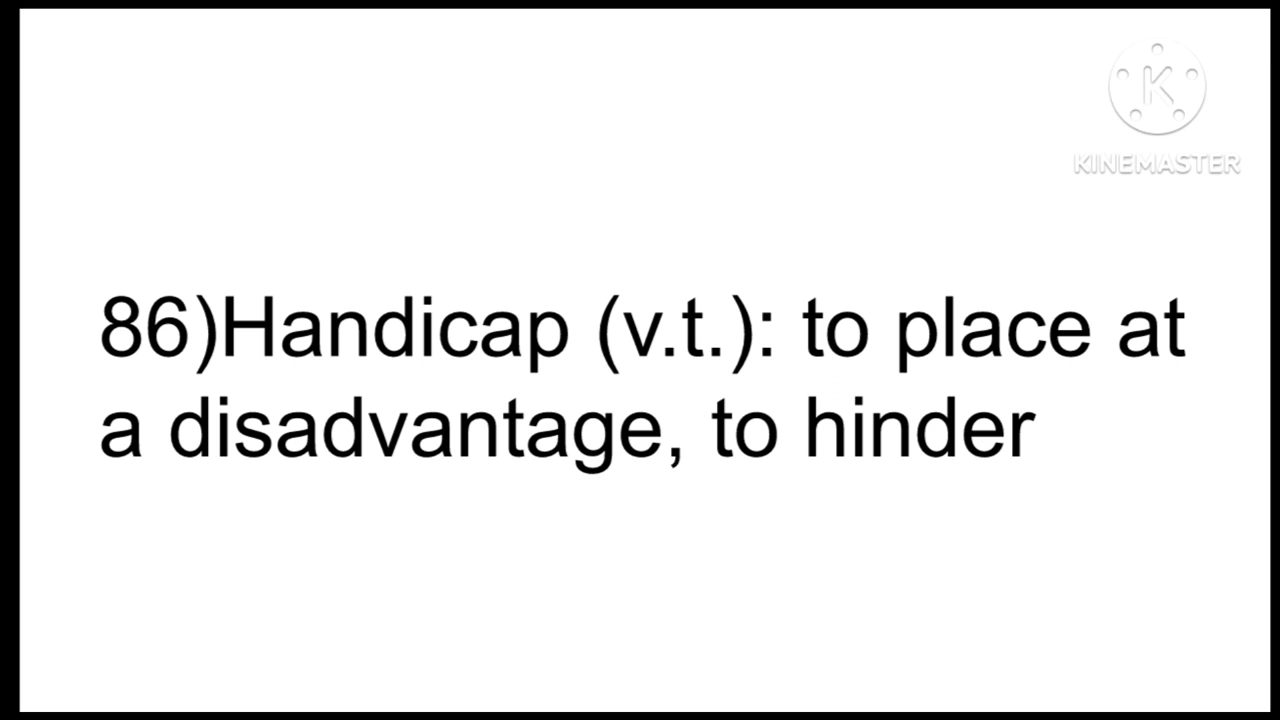 K
KINEMASTER
86)Handicap (v.t.): to place at
a disadvantage, to hinder